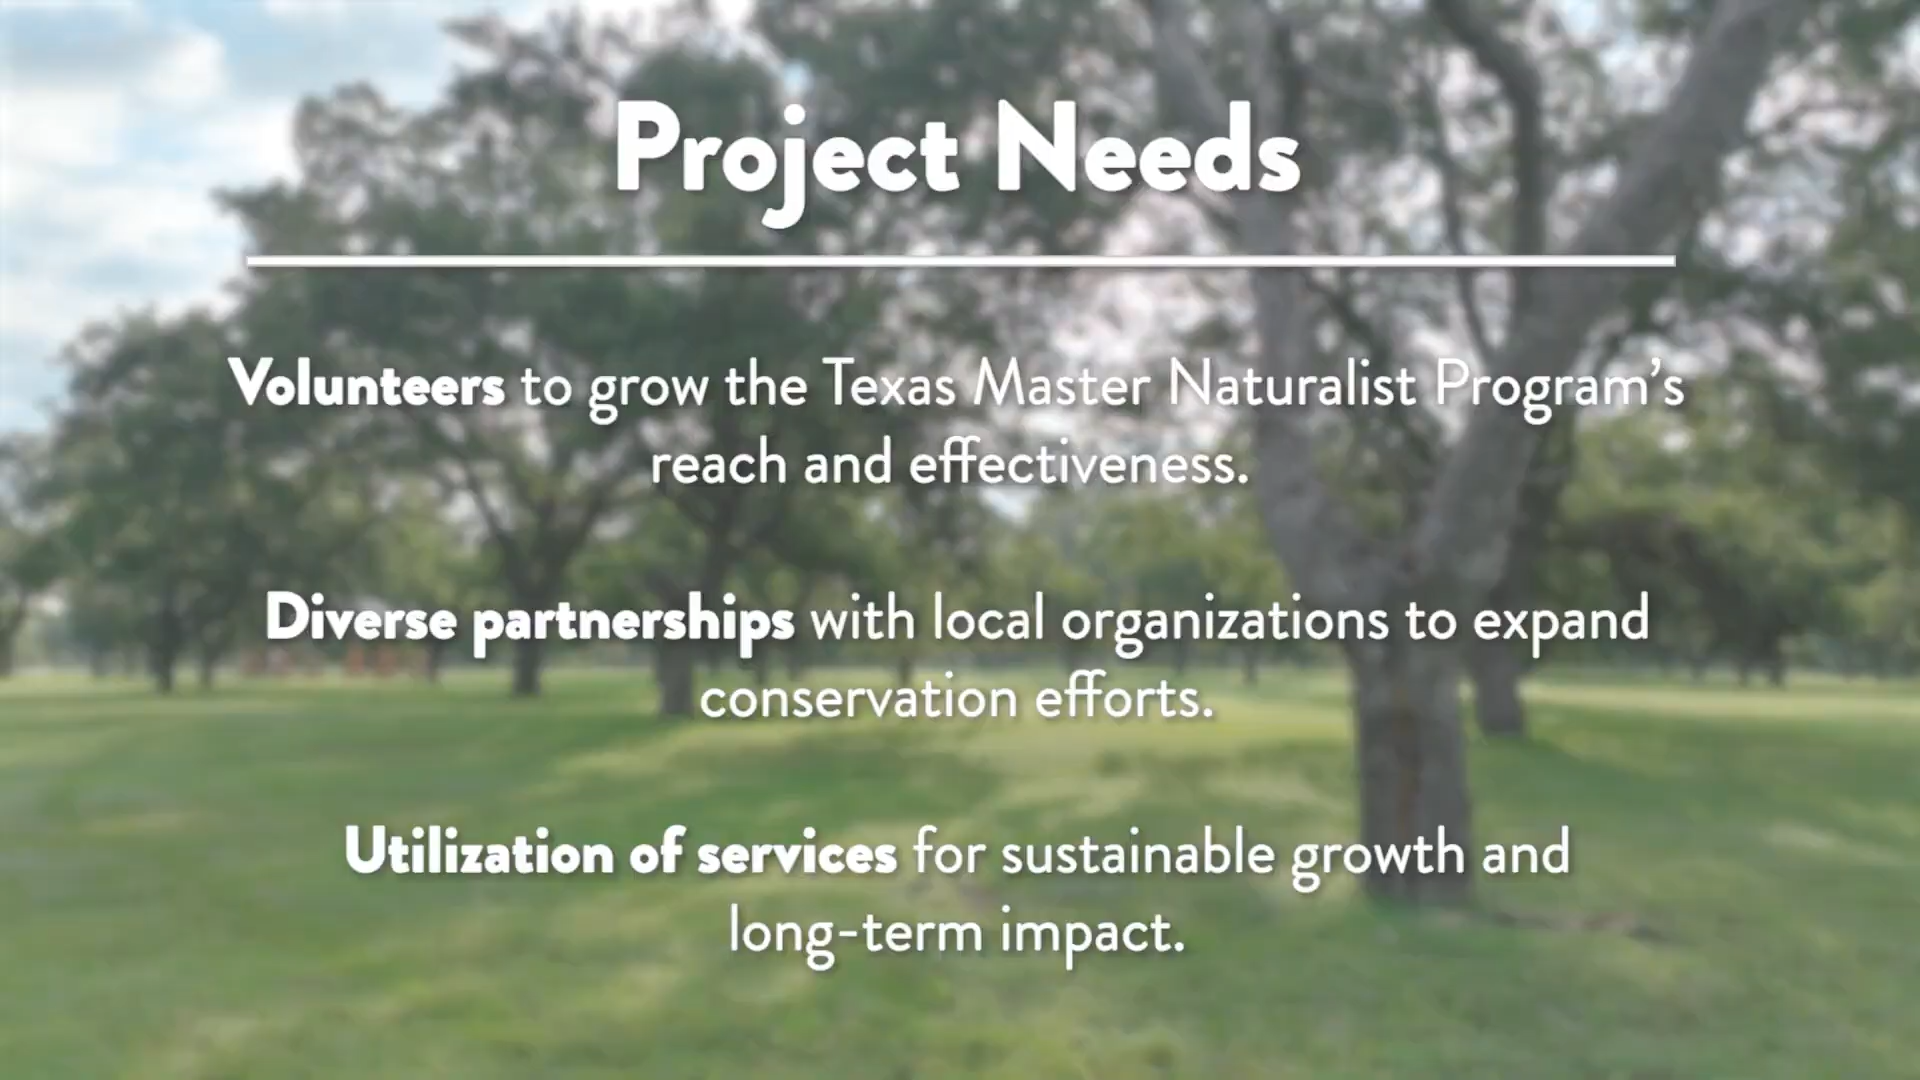 Project Needs
Volunteers to grow the Texas Master Naturalist Program’s
reach and effectiveness.
Diverse partnerships with local organizations to expand
conservation efforts.
Utilization of services for sustainable growth and
long-term impact.